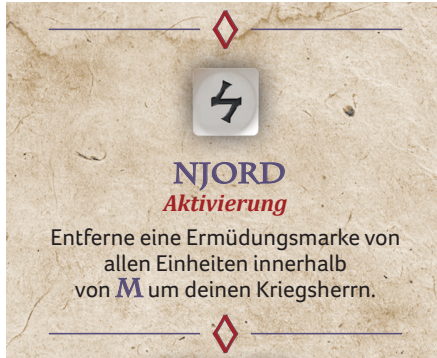 ᛋ
NJORD
Aktivierung
Entferne eine Ermüdungsmarke von
allen Einheiten innerhalb
von M um deinen Kriegsherrn.